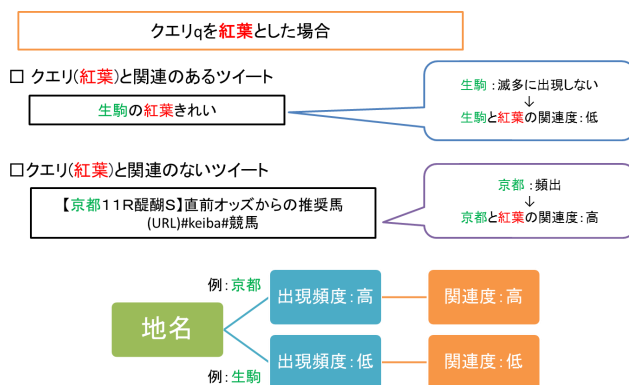 クエリqを紅葉とした場合
□ クエリ(紅葉)と関連のあるツイート
生駒の紅葉きれい
生駒:滅多に出現しない
↓
生駒と紅葉の関連度:低
□クエリ(紅葉)と関連のないツイート
【京都11R醍醐S】直前オッズからの推奨馬
(URL)#keiba#競馬
京都:頻出
↓
京都と紅葉の関連度:高
例:京都
出現頻度:高
関連度:高
地名
出現頻度:低
関連度:低
例:生駒